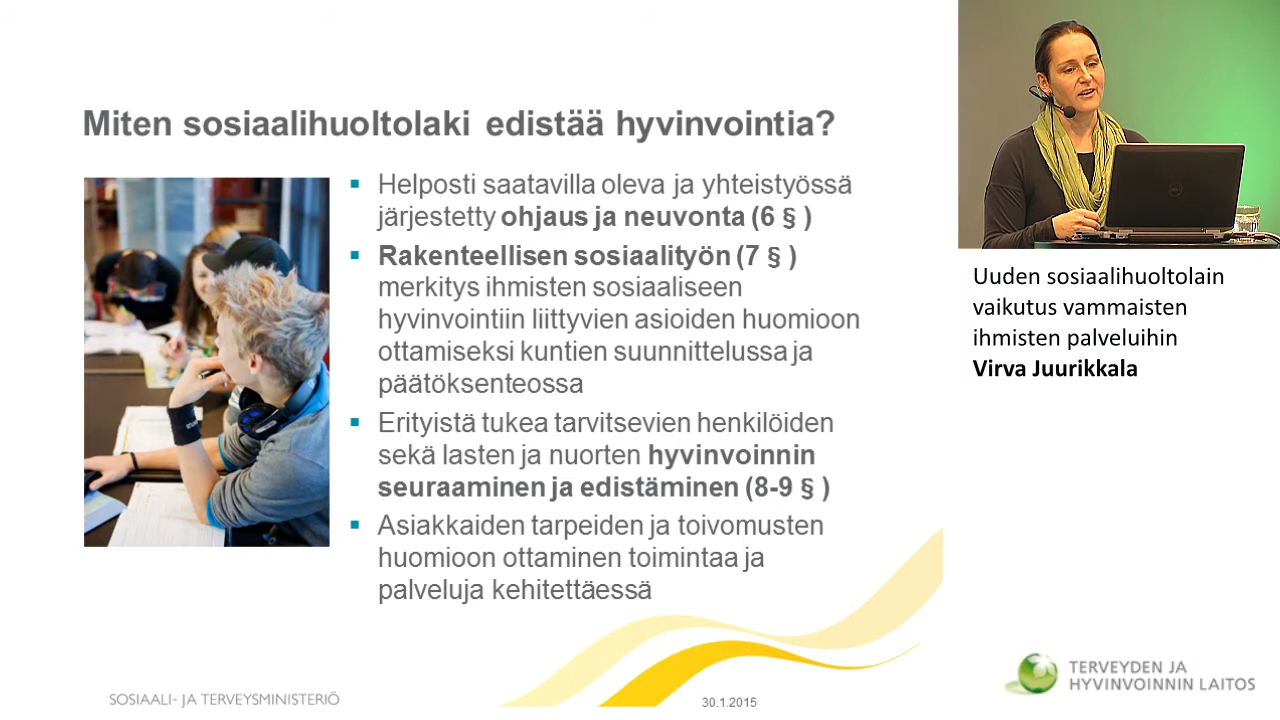 Miten sosiaalihuoltolaki edistää hyvinvointia?
▪ Helposti saatavilla oleva ja yhteistyössä
järjestetty ohjaus ja neuvonta (6 § )
▪ Rakenteellisen sosiaalityön (7 § )
merkitys ihmisten sosiaaliseen
hyvinvointiin liittyvien asioiden huomioon
ottamiseksi kuntien suunnittelussa ja
päätöksenteossa
▪ Erityistä tukea tarvitsevien henkilöiden
sekä lasten ja nuorten hyvinvoinnin
seuraaminen ja edistäminen (8-9 § )
▪ Asiakkaiden tarpeiden ja toivomusten
huomioon ottaminen toimintaa ja
palveluja kehitettäessä
SOSIAALI- JA TERVEYSMINISTERIÖ
30.1.2015
Uuden sosiaalihuoltolain
vaikutus vammaisten
ihmisten palveluihin
Virva Juurikkala
TERVEYDEN JA
HYVINVOINNIN LAITOS